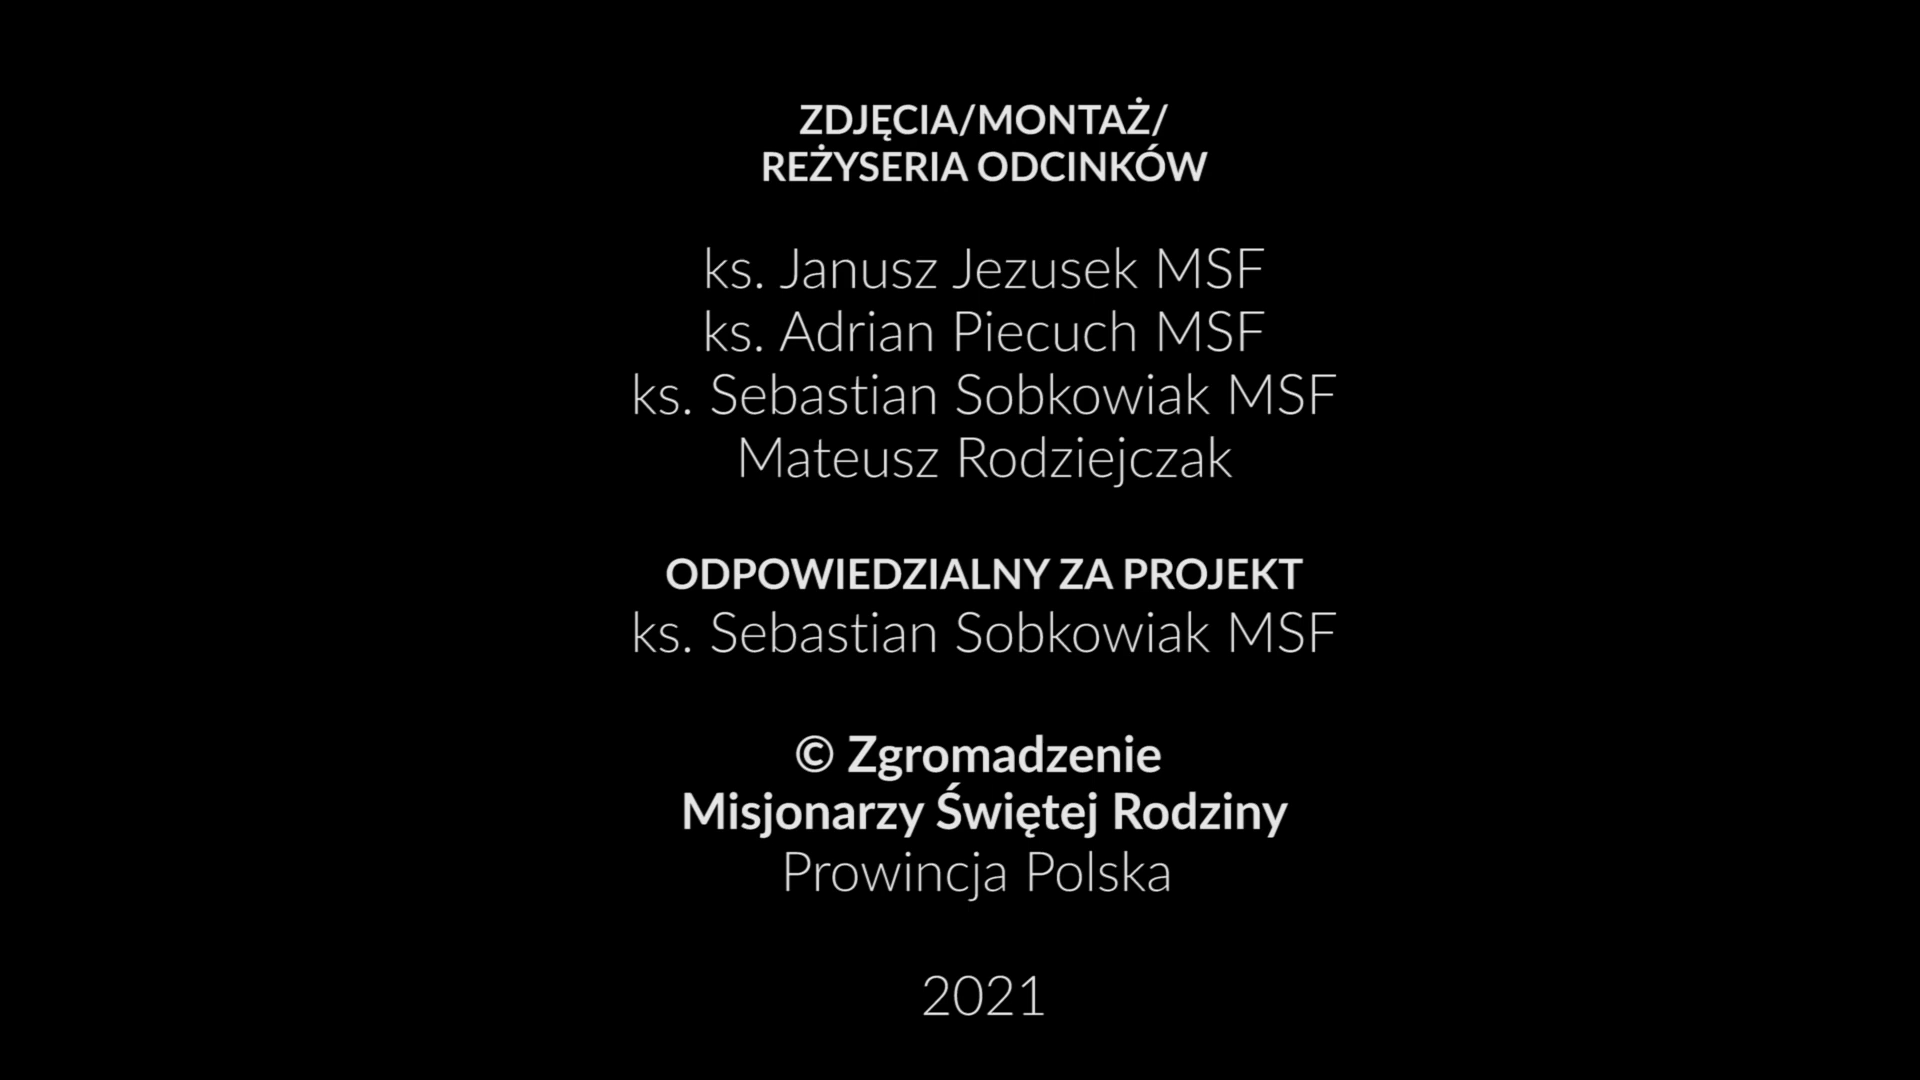 ZDJĘCIA/MONTAŻ/
REŻYSERIA ODCINKÓW
ks. Janusz Jezusek MSF
ks. Adrian Piecuch MSF
ks. Sebastian Sobkowiak MSF
Mateusz Rodziejczak
ODPOWIEDZIALNY ZA PROJEKT
ks. Sebastian Sobkowiak MSF
© Zgromadzenie
Misjonarzy Świętej Rodziny
Prowincja Polska
2021